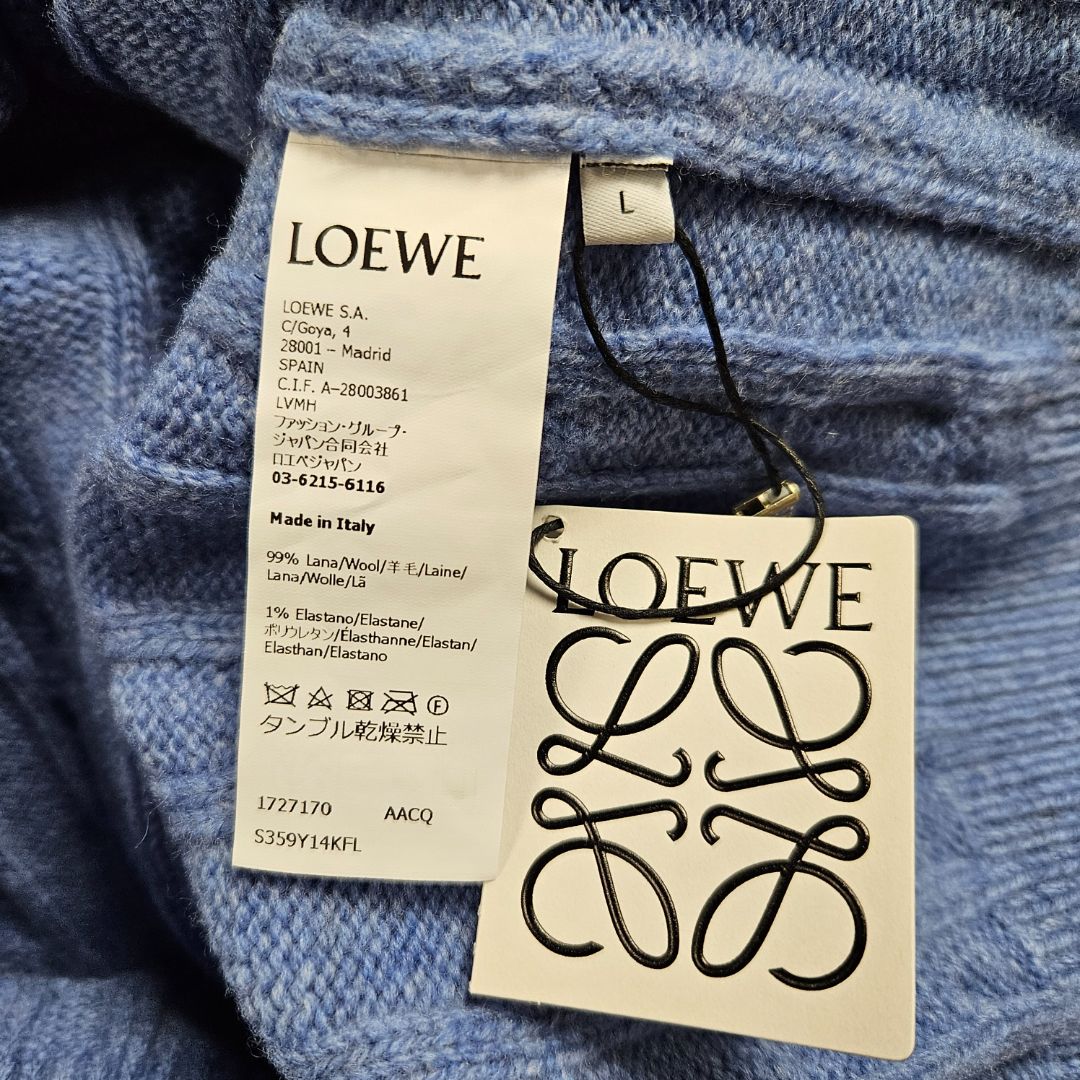 LOEWE
LOEWE S.A.
C/Goya, 4
28001 – Madrid
SPAIN
C.I.F. A–28003861
LVMH
ファッション・グループ・
ジャパン合同会社
ロエベジャパン
03-6215-6116
Made in Italy
99% Lana/Wool/羊毛/Laine/
Lana/Wolle/Lã
1% Elastano/Elastane/
ポリウレタン/Élasthanne/Elastan/
Elasthan/Elastano
F
タンブル乾燥禁止
1727170 AACQ
S359Y14KFL
L
LOEWE